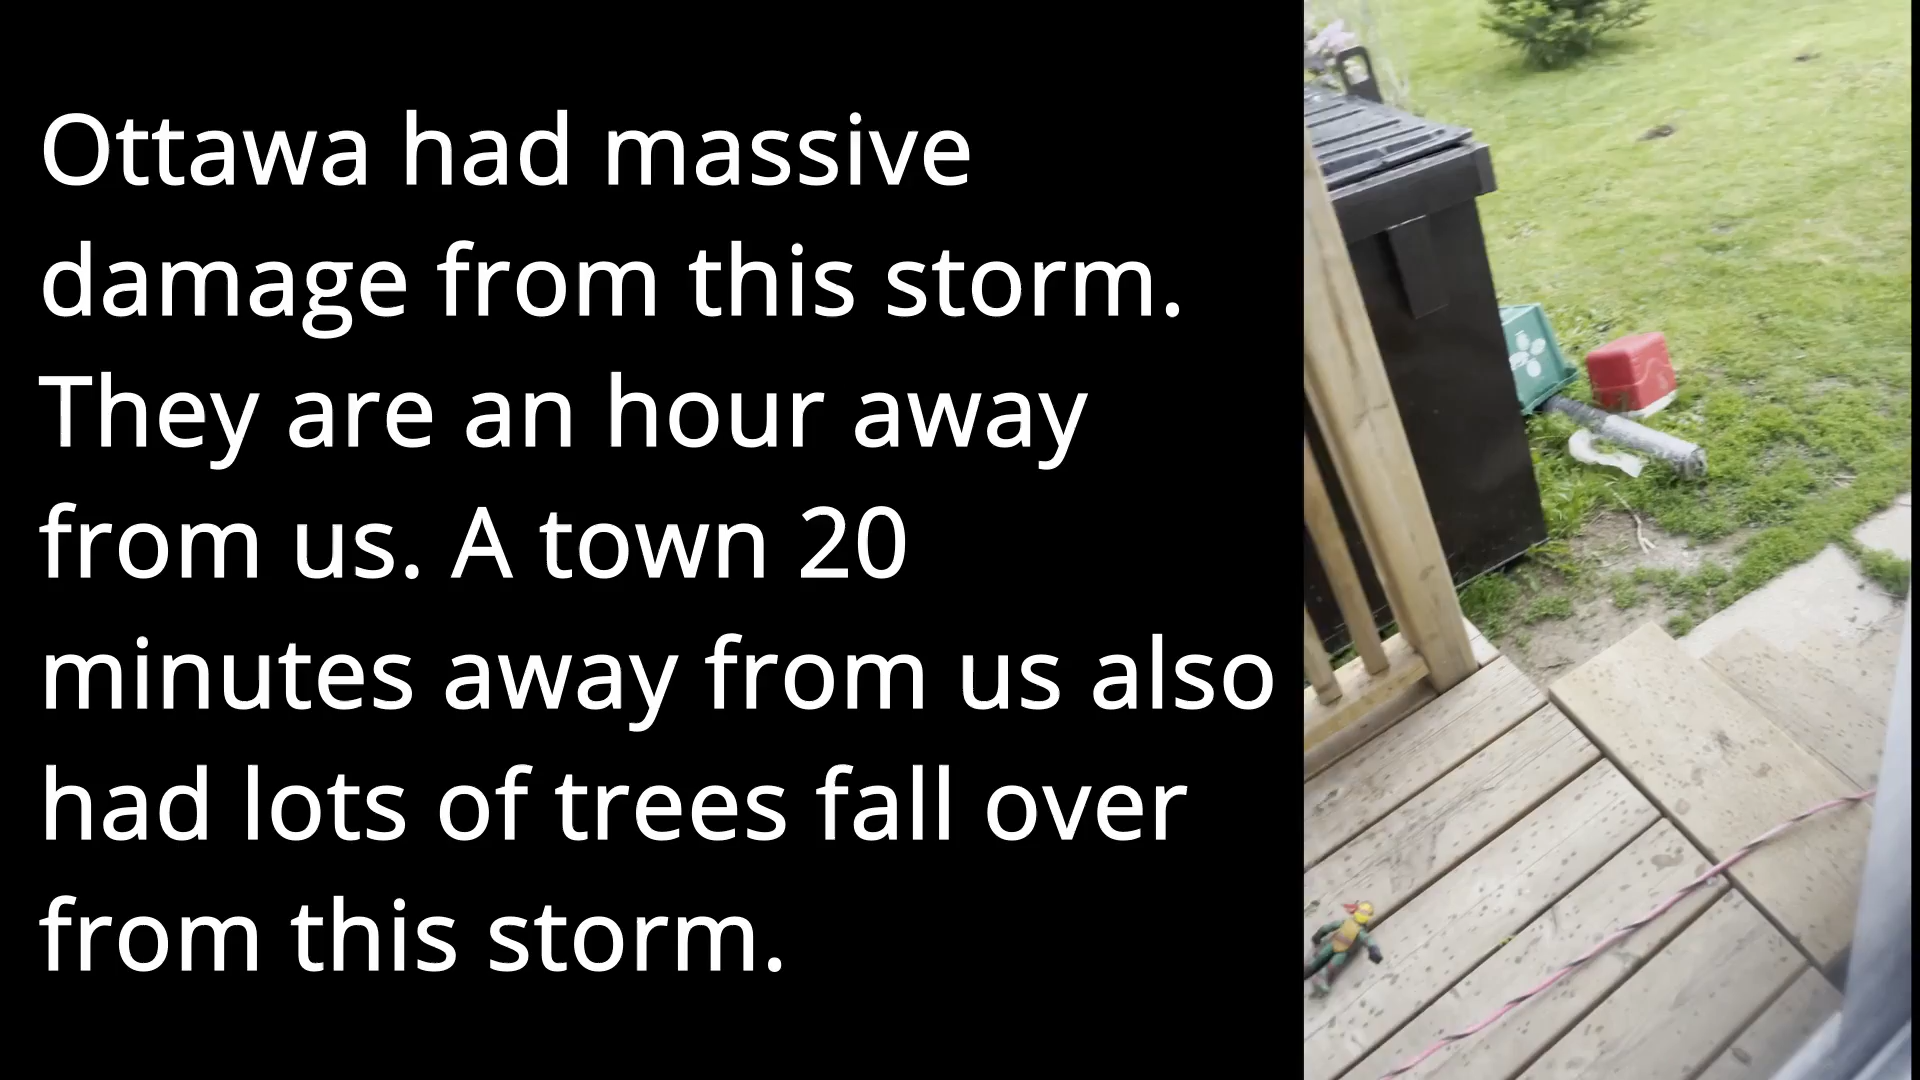 Ottawa had massive
damage from this storm.
They are an hour away
from us. A town 20
minutes away from us also
had lots of trees fall over
from this storm.